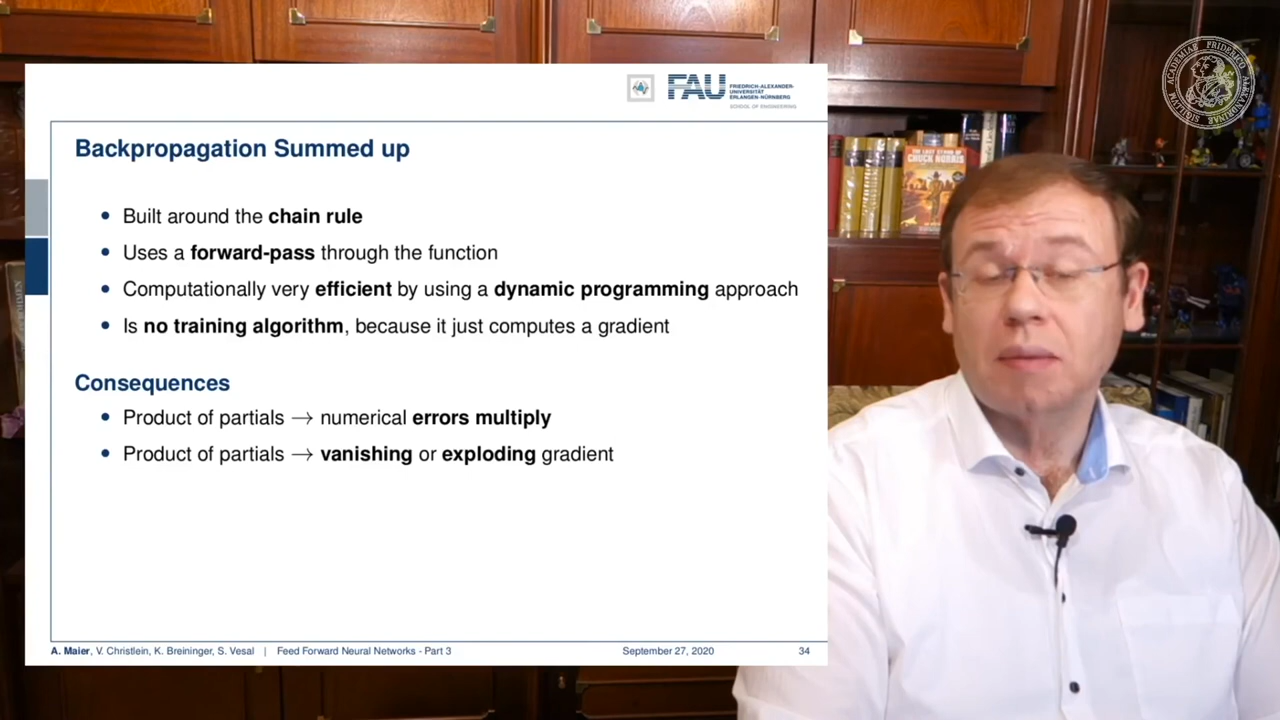 FAU
FRIEDRICH-ALEXANDER-
UNIVERSITÄT
ERLANGEN-NÜRNBERG
SCHOOL OF ENGINEERING
Backpropagation Summed up
• Built around the chain rule
• Uses a forward-pass through the function
• Computationally very efficient by using a dynamic programming approach
• Is no training algorithm, because it just computes a gradient
Consequences
• Product of partials → numerical errors multiply
• Product of partials → vanishing or exploding gradient
A. Maier, V. Christlein, K. Breininger, S. Vesal | Feed Forward Neural Networks - Part 3 September 27, 2020 34
CHUCK NORRIS